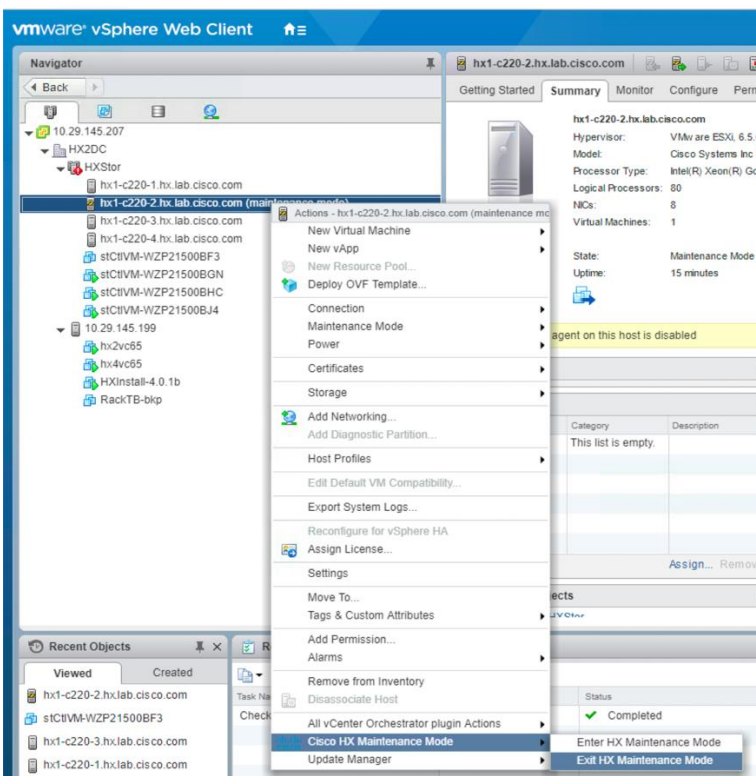 vmware® vSphere Web Client
Navigator
Back
10.29.145.207
HX2DC
HXStor
hx1-c220-1.hx.lab.cisco.com
hx1-c220-2.hx.lab.cisco.com (maintenance mode)
hx1-c220-3.hx.lab.cisco.com
hx1-c220-4.hx.lab.cisco.com
stCtlVM-WZP21500BF3
stCtlVM-WZP21500BGN
stCtlVM-WZP21500BHC
stCtlVM-WZP21500BJ4
10.29.145.199
hx2vc65
hx4vc65
HXInstall-4.0.1b
RackTB-bkp
Actions - hx1-c220-2.hx.lab.cisco.com (maintenance mo
New Virtual Machine
New vApp
New Resource Pool...
Deploy OVF Template...
Connection
Maintenance Mode
Power
Certificates
Storage
Add Networking...
Add Diagnostic Partition...
Host Profiles
Edit Default VM Compatibility...
Export System Logs...
Reconfigure for vSphere HA
Assign License...
Settings
Move To...
Tags & Custom Attributes
Add Permission...
Alarms
Remove from Inventory
Disassociate Host
All vCenter Orchestrator plugin Actions
Cisco HX Maintenance Mode
Update Manager
Enter HX Maintenance Mode
Exit HX Maintenance Mode
hx1-c220-2.hx.lab.cisco.com
Getting Started Summary Monitor Configure Perm
hx1-c220-2.hx.lab.cisco.com
Hypervisor: VMware ESXi, 6.5.
Model: Cisco Systems Inc
Processor Type: Intel(R) Xeon(R) Go
Logical Processors: 80
NICs: 8
Virtual Machines: 1
State: Maintenance Mode
Uptime: 15 minutes
agent on this host is disabled
Category Description
This list is empty.
Assign... Remov
ects
Recent Objects
Viewed Created
hx1-c220-2.hx.lab.cisco.com
stCtlVM-WZP21500BF3
hx1-c220-3.hx.lab.cisco.com
hx1-c220-1.hx.lab.cisco.com
R
Task Na
Status
Check
Completed